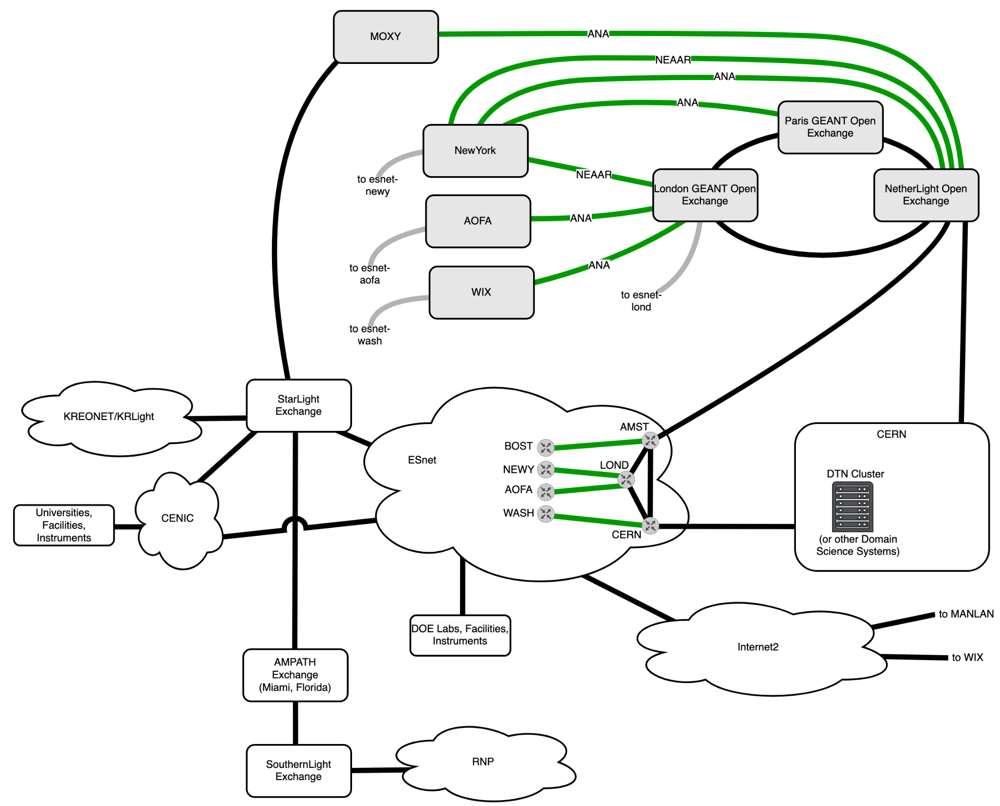 MOXY
ANA
NEAAR
ANA
ANA
Paris GEANT Open
Exchange
NewYork
NEAAR
to esnet-
newy
London GEANT Open
Exchange
NetherLight Open
Exchange
AOFA
ANA
to esnet-
aofa
WIX
ANA
to esnet-
lond
to esnet-
wash
StarLight
Exchange
KREONET/KRLight
ESnet
AMST
BOST
LOND
NEWY
AOFA
WASH
CERN
CERN
DTN Cluster
(or other Domain
Science Systems)
CENIC
Universities,
Facilities,
Instruments
DOE Labs, Facilities,
Instruments
Internet2
to MANLAN
to WIX
AMPATH
Exchange
(Miami, Florida)
SouthernLight
Exchange
RNP